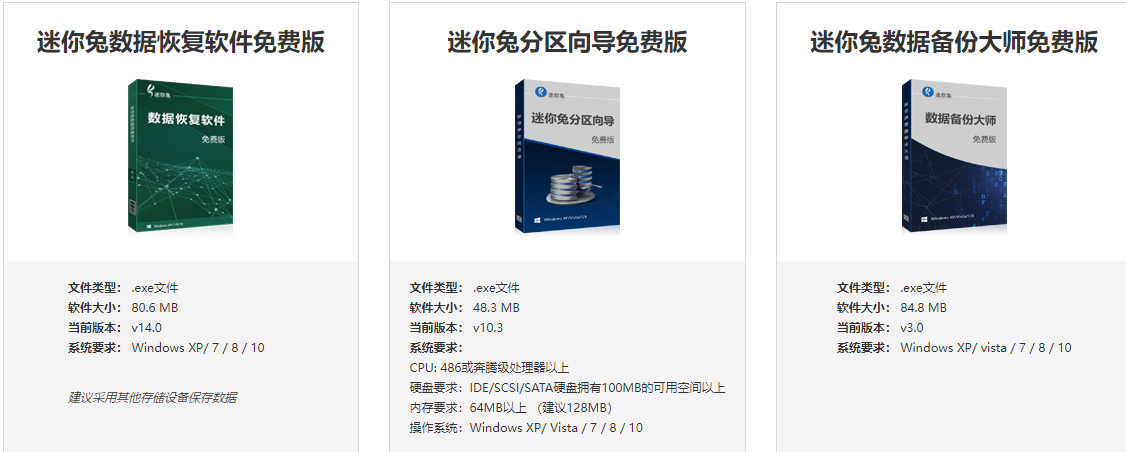 迷你兔数据恢复软件免费版
迷你兔
数据恢复软件
免费版
文件类型： .exe文件
软件大小： 80.6 MB
当前版本： v14.0
系统要求： Windows XP/ 7 / 8 / 10
建议采用其他存储设备保存数据
迷你兔分区向导免费版
迷你兔
迷你兔分区向导
免费版
迷你兔分区向导
文件类型： .exe文件
软件大小： 48.3 MB
当前版本： v10.3
系统要求：
CPU: 486或奔腾级处理器以上
硬盘要求：IDE/SCSI/SATA硬盘拥有100MB的可用空间以上
内存要求：64MB以上 （建议128MB）
操作系统：Windows XP/ Vista / 7 / 8 / 10
迷你兔数据备份大师免费版
迷你兔
数据备份大师
免费版
文件类型： .exe文件
软件大小： 84.8 MB
当前版本： v3.0
系统要求： Windows XP/ vista / 7 / 8 / 10